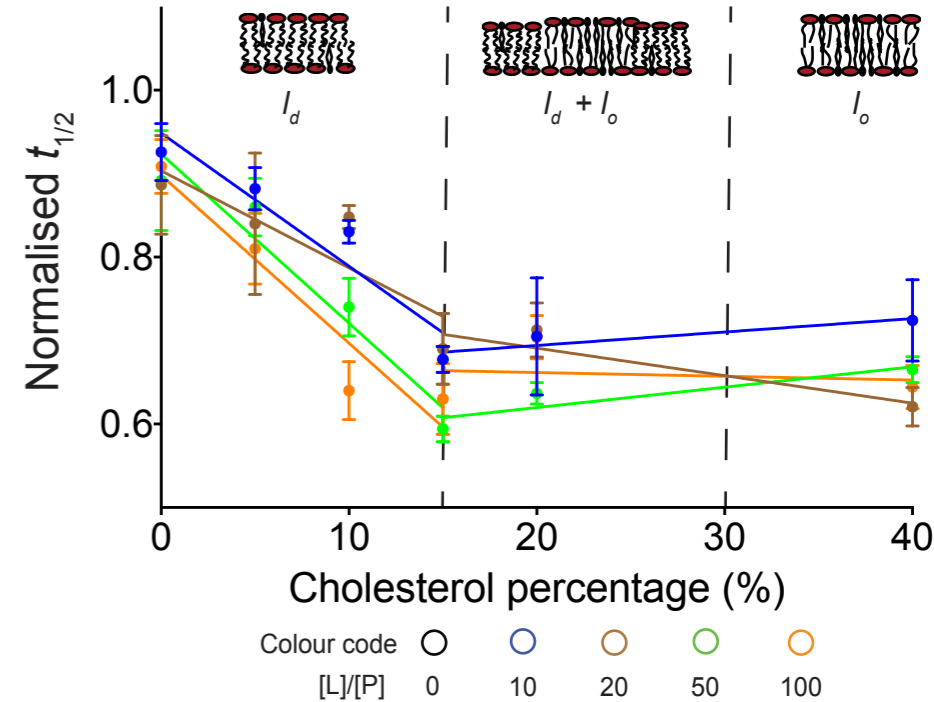 l_d
l_d + l_o
l_o
Normalised t_1/2
1.0
0.8
0.6
0 10 20 30 40
Cholesterol percentage (%)
Colour code
[L]/[P] 0 10 20 50 100